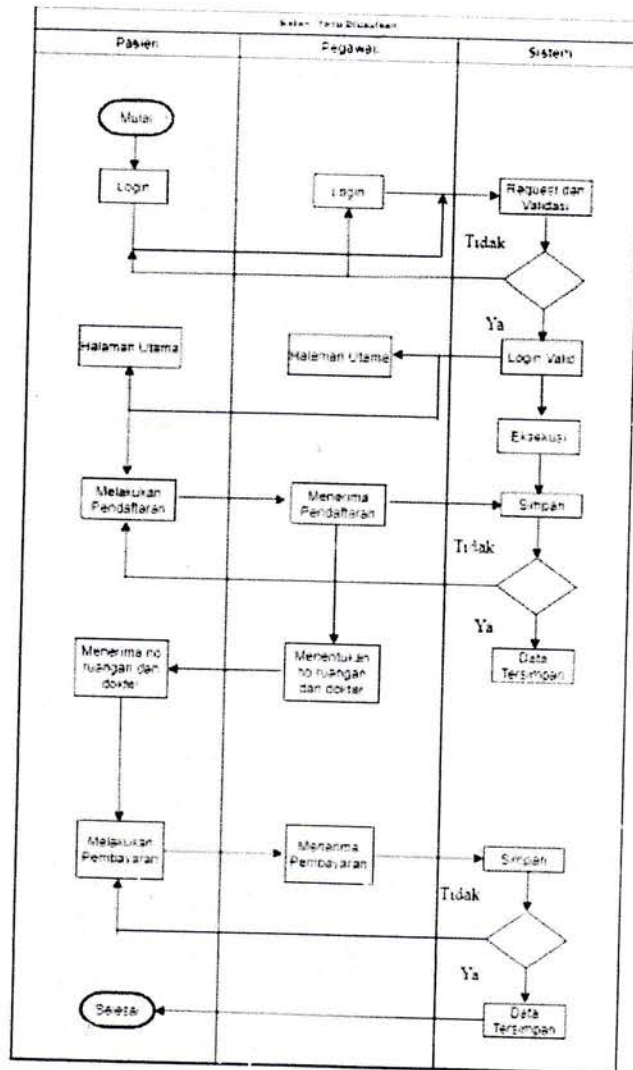 Pasien
Pegawai
Sistem
Mulai
Login
Login
Request dan
Validasi
Tidak
Ya
Halaman Utama
Halaman Utama
Login Valid
Eksekusi
Melakukan
Pendaftaran
Menerima
Pendaftaran
Simpan
Tidak
Ya
Menerima no
ruangan dan
dokter
Menentukan
no ruangan
dan dokter
Data
Tersimpan
Melakukan
Pembayaran
Menerima
Pembayaran
Simpan
Tidak
Ya
Selesai
Data
Tersimpan